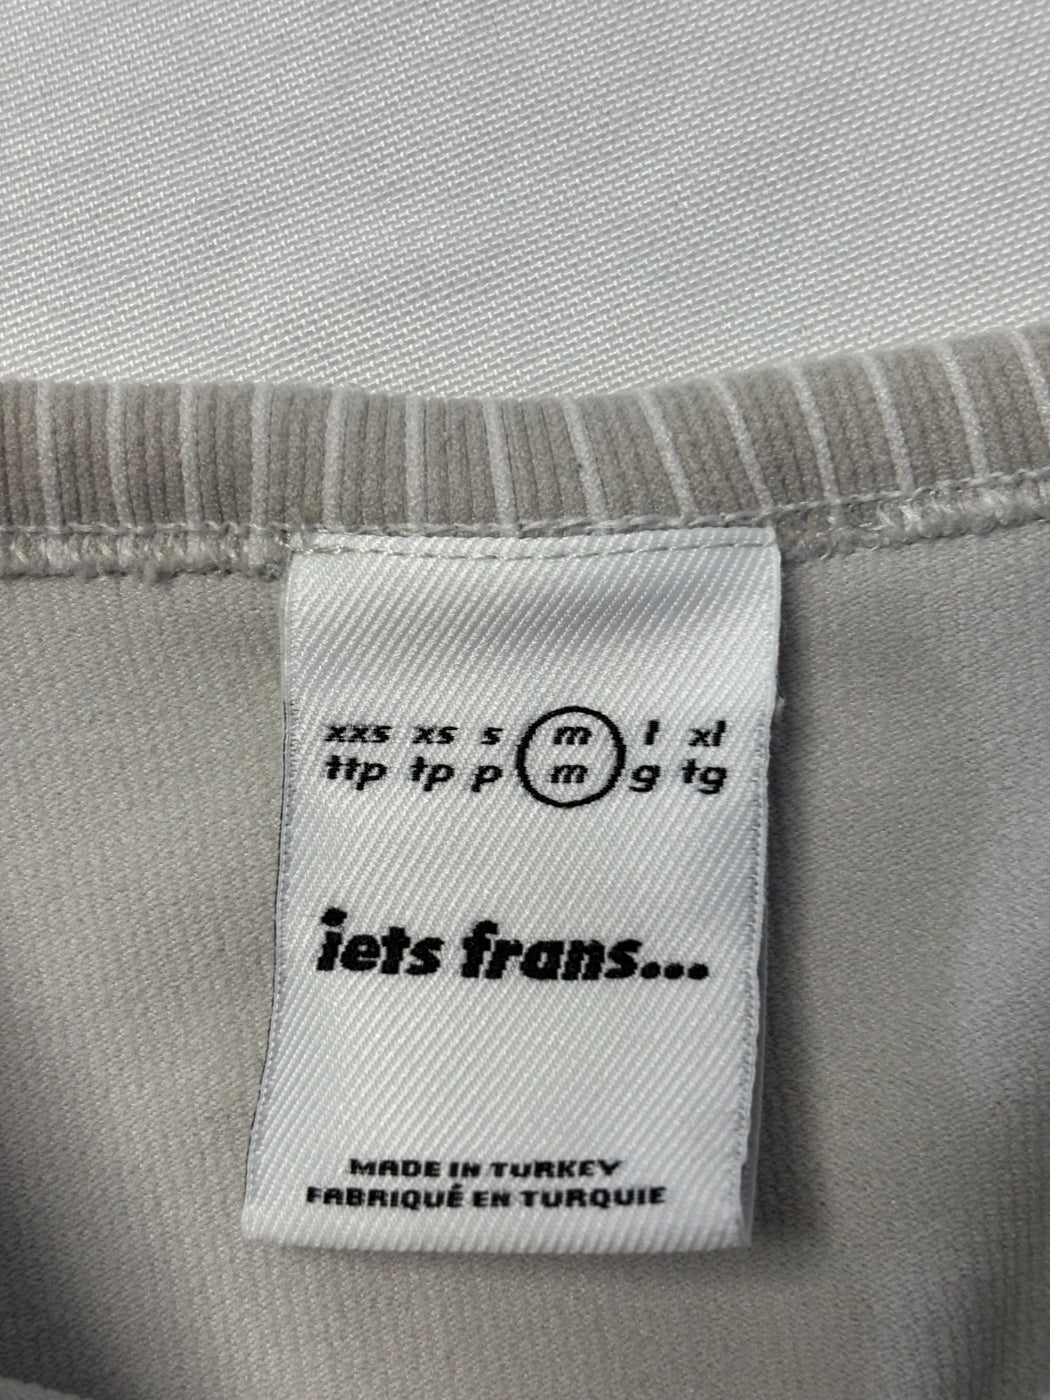 xxs xs s m l xl
ttp tp p m g tg
iets frans...
MADE IN TURKEY
FABRIQUÉ EN TURQUIE